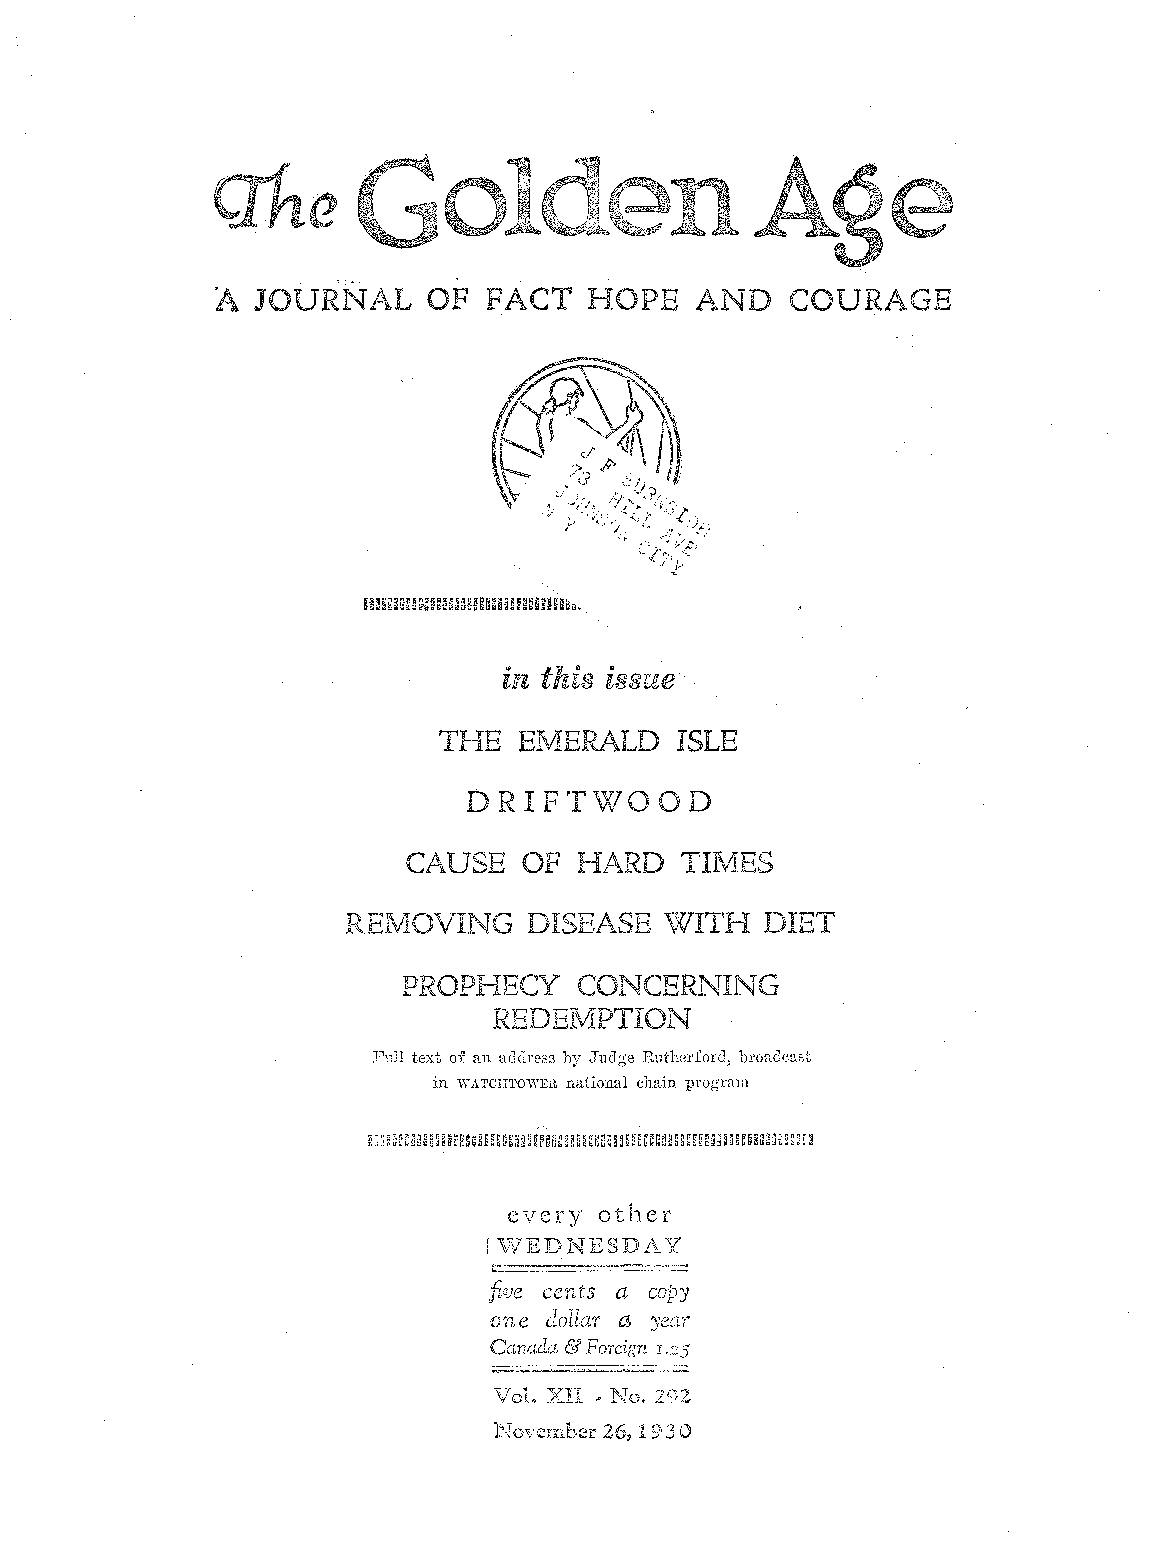 The Golden Age
A JOURNAL OF FACT HOPE AND COURAGE
J F
73 HILL AVE
CITY
N Y
in this issue
THE EMERALD ISLE
DRIFTWOOD
CAUSE OF HARD TIMES
REMOVING DISEASE WITH DIET
PROPHECY CONCERNING
REDEMPTION
Full text of an address by Judge Rutherford, broadcast
in WATCHTOWER national chain program
every other
WEDNESDAY
five cents a copy
one dollar a year
Canada & Foreign 1.25
Vol. XII - No. 292
November 26, 1930